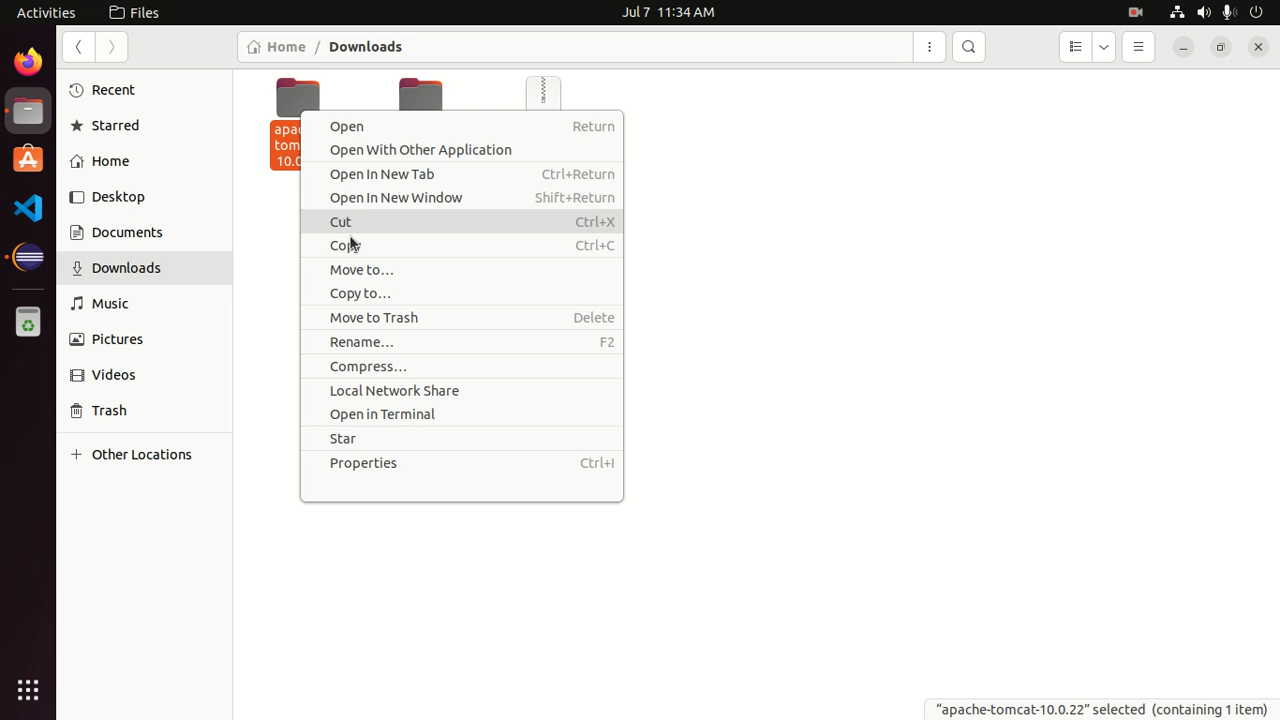 Activities Files Jul 7 11:34 AM
Home / Downloads
Recent
Starred
Home
Desktop
Documents
Downloads
Music
Pictures
Videos
Trash
+ Other Locations
10.0
Open Return
Open With Other Application
Open In New Tab Ctrl+Return
Open In New Window Shift+Return
Cut Ctrl+X
Copy Ctrl+C
Move to…
Copy to…
Move to Trash Delete
Rename… F2
Compress…
Local Network Share
Open in Terminal
Star
Properties Ctrl+I
“apache-tomcat-10.0.22” selected (containing 1 item)